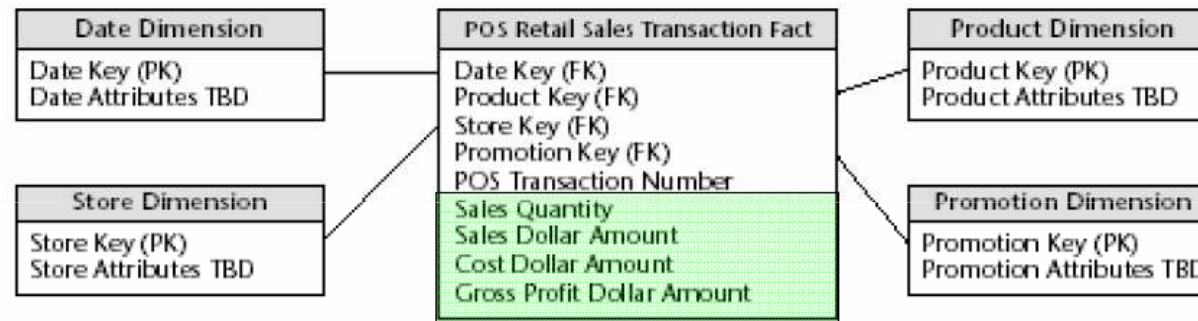 Date Dimension
Date Key (PK)
Date Attributes TBD
Store Dimension
Store Key (PK)
Store Attributes TBD
POS Retail Sales Transaction Fact
Date Key (FK)
Product Key (FK)
Store Key (FK)
Promotion Key (FK)
POS Transaction Number
Sales Quantity
Sales Dollar Amount
Cost Dollar Amount
Gross Profit Dollar Amount
Product Dimension
Product Key (PK)
Product Attributes TBD
Promotion Dimension
Promotion Key (PK)
Promotion Attributes TBD